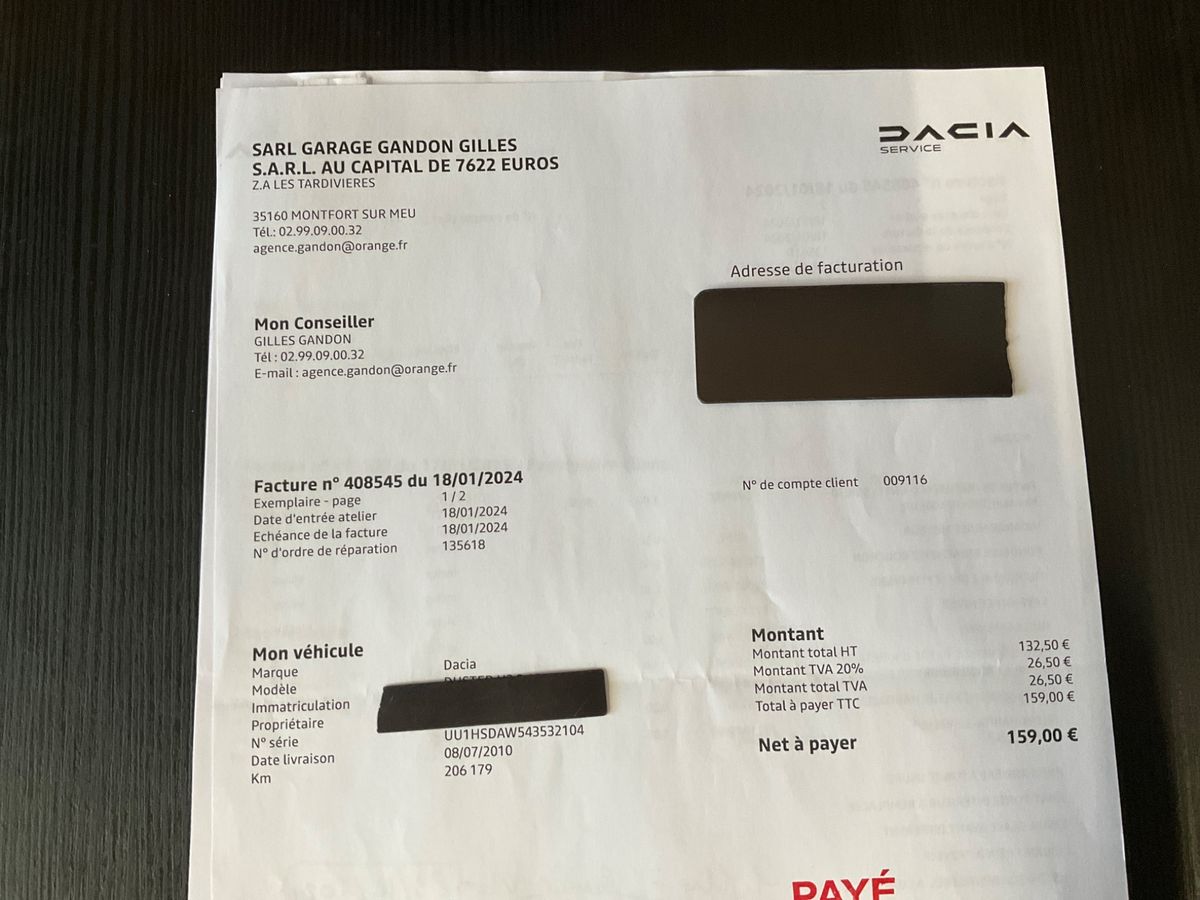 SARL GARAGE GANDON GILLES
S.A.R.L. AU CAPITAL DE 7622 EUROS
Z.A LES TARDIVIERES
35160 MONTFORT SUR MEU
Tél.: 02.99.09.00.32
agence.gandon@orange.fr
DACIA
SERVICE
Adresse de facturation
Mon Conseiller
GILLES GANDON
Tél : 02.99.09.00.32
E-mail : agence.gandon@orange.fr
Facture n° 408545 du 18/01/2024
Exemplaire - page 1 / 2
Date d'entrée atelier 18/01/2024
Echéance de la facture 18/01/2024
N° d'ordre de réparation 135618
N° de compte client 009116
Mon véhicule
Marque Dacia
Modèle
Immatriculation
Propriétaire
N° série UU1HSDAW543532104
Date livraison 08/07/2010
Km 206 179
Montant
Montant total HT 132,50 €
Montant TVA 20% 26,50 €
Montant total TVA 26,50 €
Total à payer TTC 159,00 €
Net à payer 159,00 €
PAYÉ